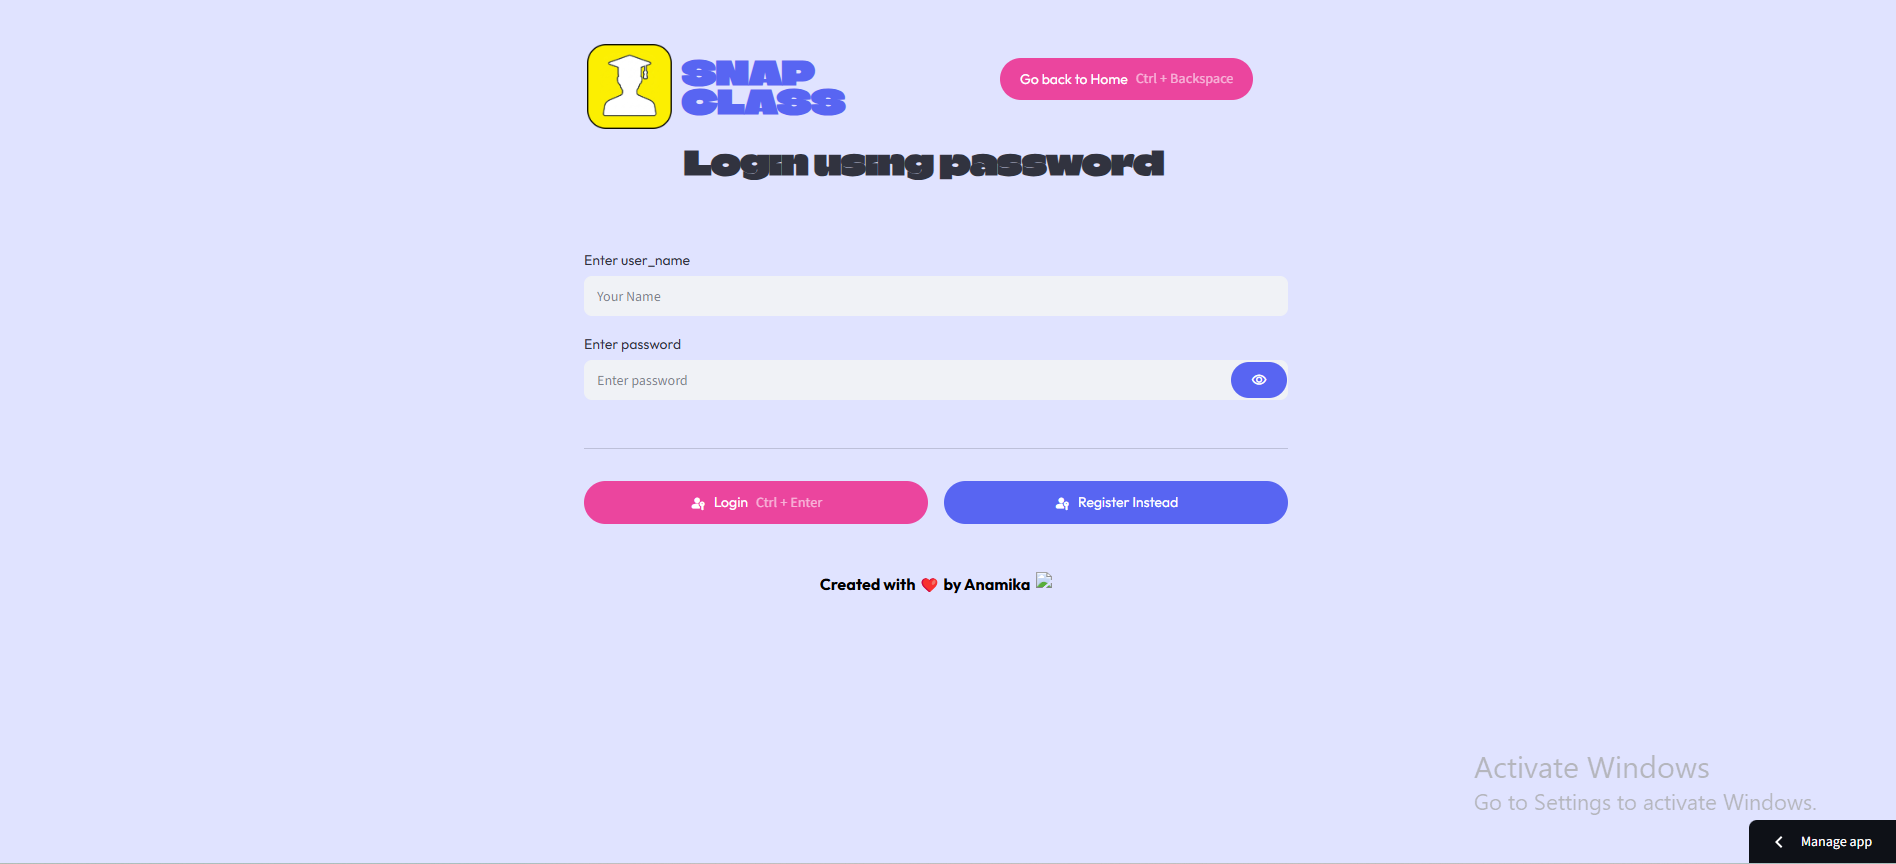 SNAP
CLASS
Go back to Home Ctrl + Backspace
Login using password
Enter user_name
Your Name
Enter password
Enter password
Login Ctrl + Enter
Register Instead
Created with ❤️ by Anamika
Activate Windows
Go to Settings to activate Windows.
Manage app